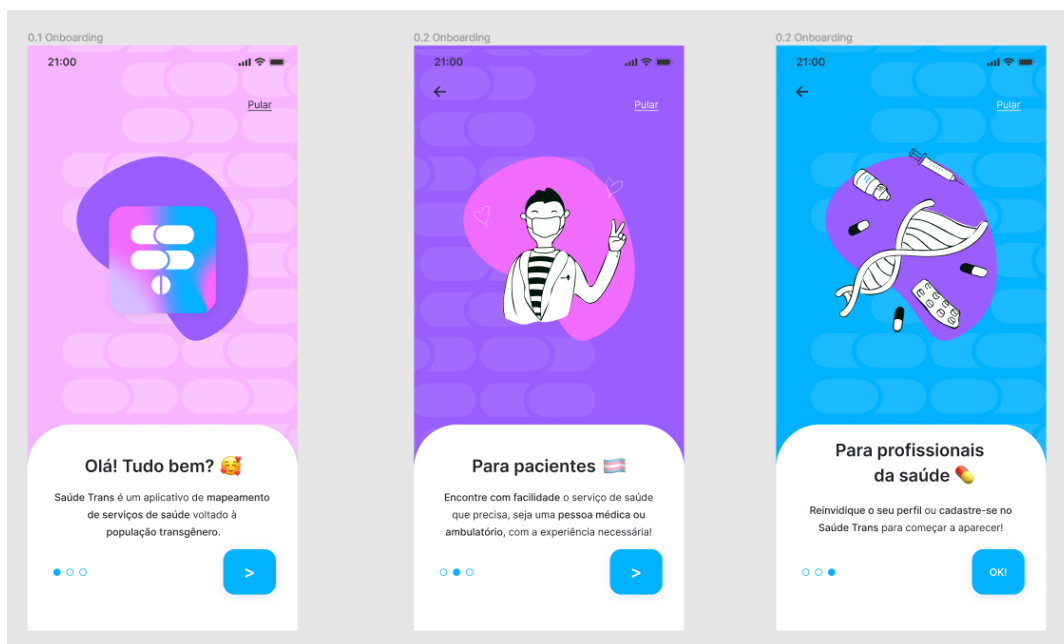 0.1 Onboarding
21:00
Pular
Olá! Tudo bem? 🥰
Saúde Trans é um aplicativo de mapeamento
de serviços de saúde voltado à
população transgênero.
>
0.2 Onboarding
21:00
Pular
Para pacientes 🏳️‍⚧️
Encontre com facilidade o serviço de saúde
que precisa, seja uma pessoa médica ou
ambulatório, com a experiência necessária!
>
0.2 Onboarding
21:00
Pular
Para profissionais
da saúde 💊
Reinvidique o seu perfil ou cadastre-se no
Saúde Trans para começar a aparecer!
OK!